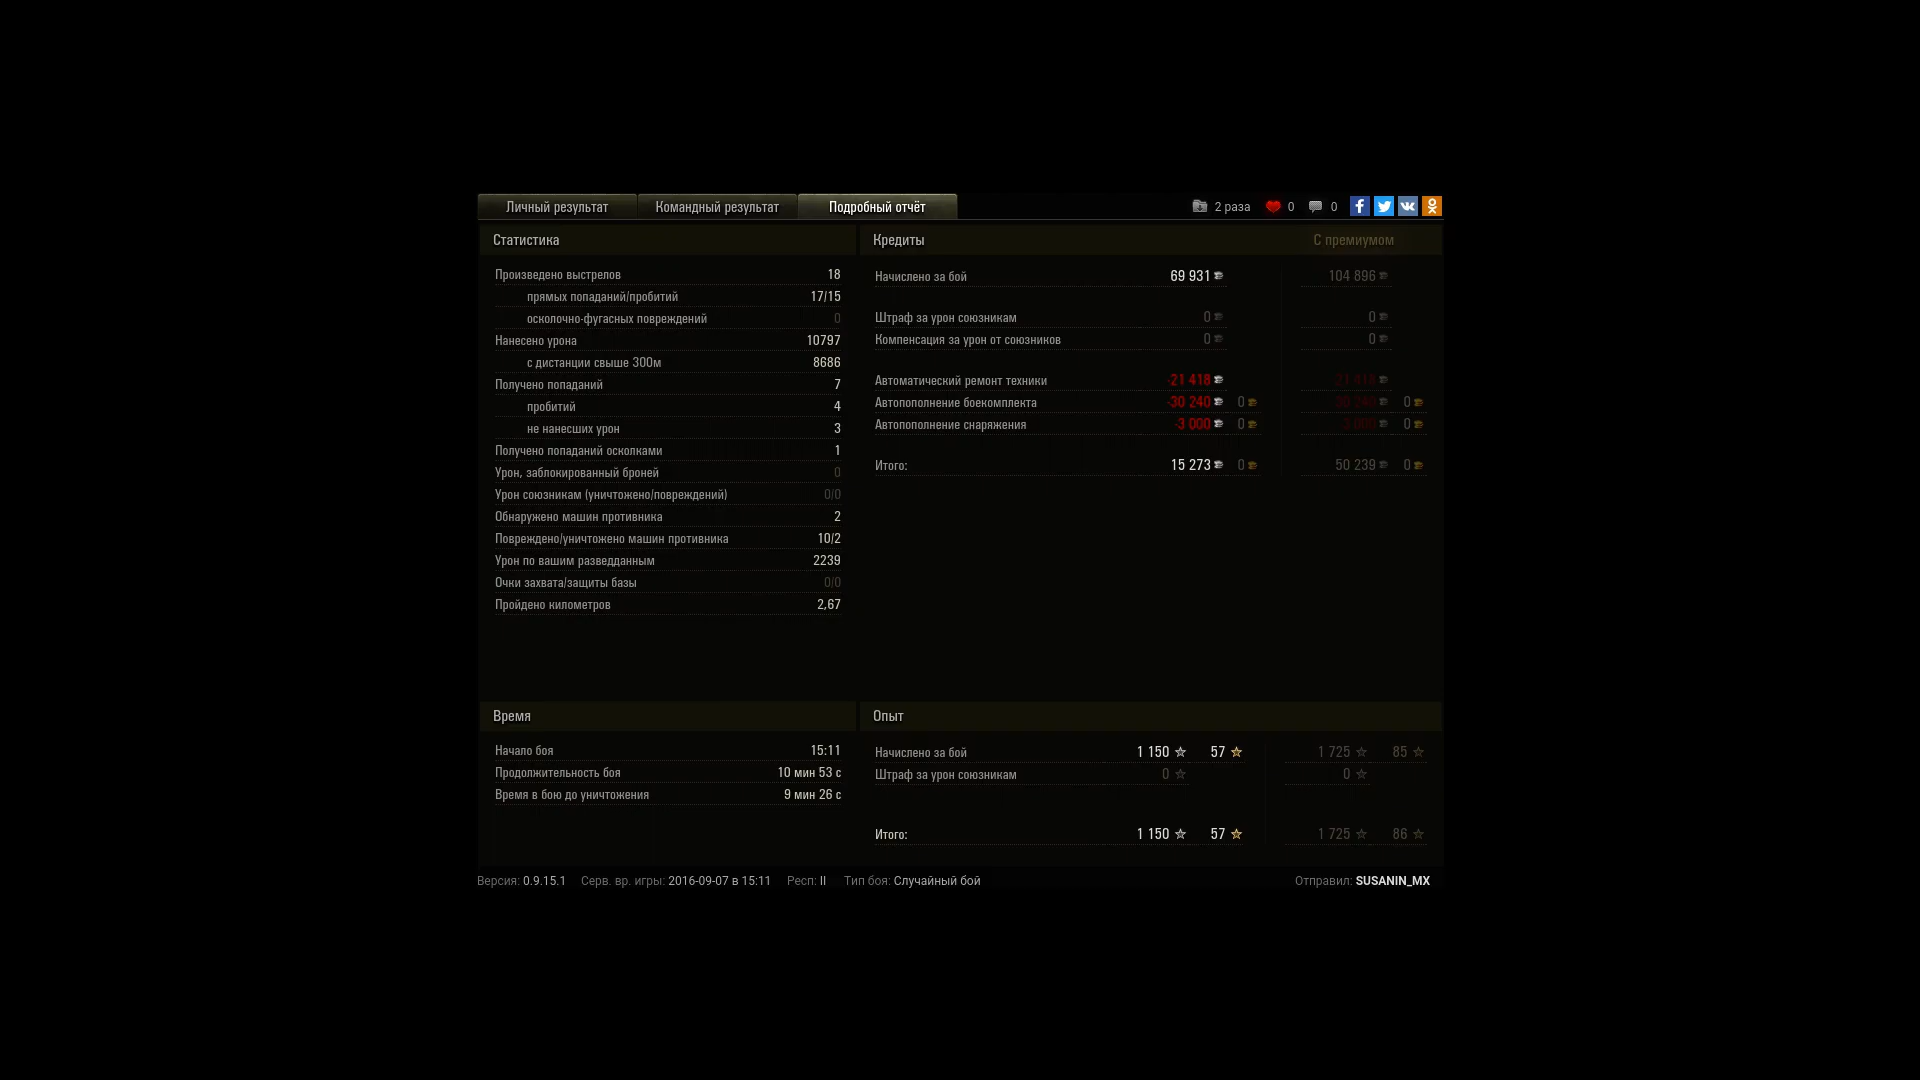 Личный результат Командный результат Подробный отчёт 2 раза 0 0
Статистика
Произведено выстрелов 18
прямых попаданий/пробитий 17/15
осколочно-фугасных повреждений 0
Нанесено урона 10797
с дистанции свыше 300м 8686
Получено попаданий 7
пробитий 4
не нанесших урон 3
Получено попаданий осколками 1
Урон, заблокированный броней 0
Урон союзникам (уничтожено/повреждений) 0/0
Обнаружено машин противника 2
Повреждено/уничтожено машин противника 10/2
Урон по вашим разведданным 2239
Очки захвата/защиты базы 0/0
Пройдено километров 2,67
Кредиты С премиумом
Начислено за бой 69 931 104 896
Штраф за урон союзникам 0 0
Компенсация за урон от союзников 0 0
Автоматический ремонт техники -21 418 -21 418
Автопополнение боекомплекта -30 240 0 -30 240 0
Автопополнение снаряжения -3 000 0 -3 000 0
Итого: 15 273 0 50 239 0
Время
Начало боя 15:11
Продолжительность боя 10 мин 53 с
Время в бою до уничтожения 9 мин 26 с
Опыт
Начислено за бой 1 150 57 1 725 85
Штраф за урон союзникам 0 0
Итого: 1 150 57 1 725 86
Версия: 0.9.15.1 Серв. вр. игры: 2016-09-07 в 15:11 Респ: II Тип боя: Случайный бой Отправил: SUSANIN_MX